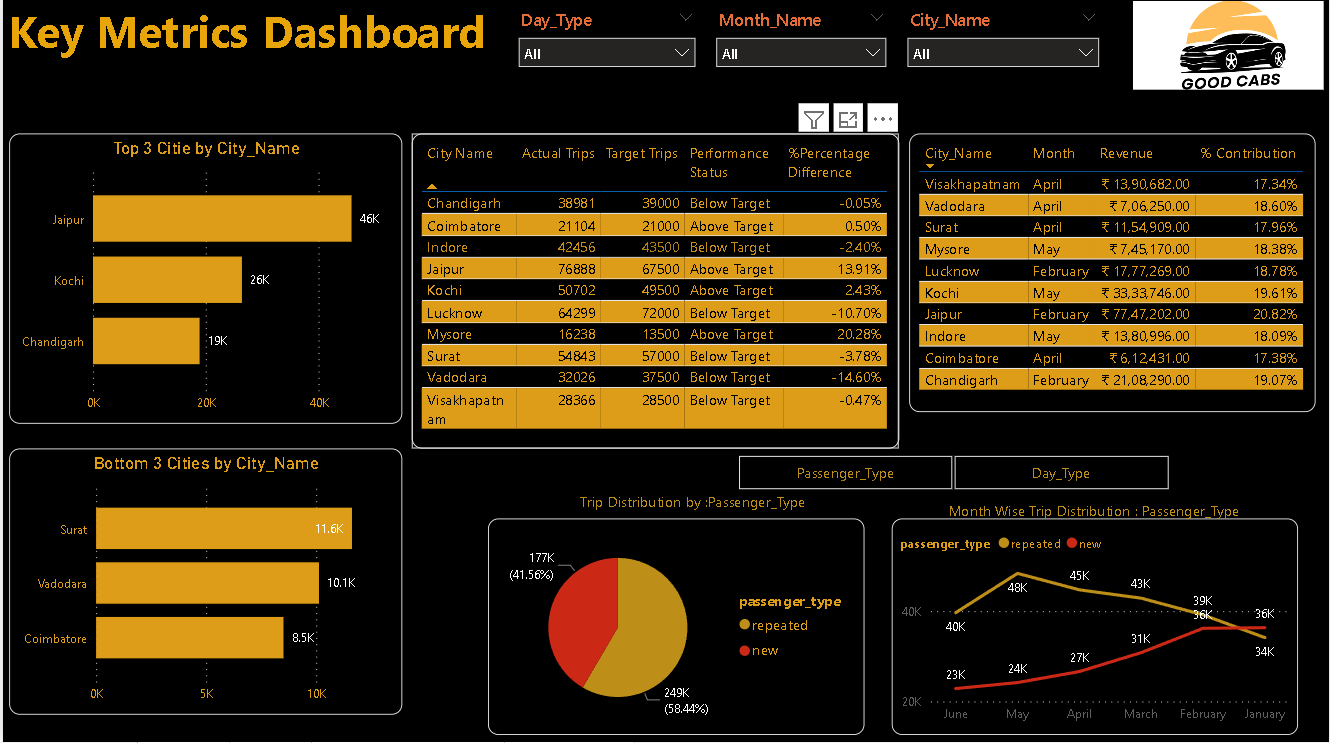 Key Metrics Dashboard
Day_Type
All
Month_Name
All
City_Name
All
GOOD CABS
Top 3 Citie by City_Name
Jaipur 46K
Kochi 26K
Chandigarh 19K
0K 20K 40K
City Name Actual Trips Target Trips Performance Status %Percentage Difference
Chandigarh 38981 39000 Below Target -0.05%
Coimbatore 21104 21000 Above Target 0.50%
Indore 42456 43500 Below Target -2.40%
Jaipur 76888 67500 Above Target 13.91%
Kochi 50702 49500 Above Target 2.43%
Lucknow 64299 72000 Below Target -10.70%
Mysore 16238 13500 Above Target 20.28%
Surat 54843 57000 Below Target -3.78%
Vadodara 32026 37500 Below Target -14.60%
Visakhapatn 28366 28500 Below Target -0.47%
am
City_Name Month Revenue % Contribution
Visakhapatnam April ₹ 13,90,682.00 17.34%
Vadodara April ₹ 7,06,250.00 18.60%
Surat April ₹ 11,54,909.00 17.96%
Mysore May ₹ 7,45,170.00 18.38%
Lucknow February ₹ 17,77,269.00 18.78%
Kochi May ₹ 33,33,746.00 19.61%
Jaipur February ₹ 77,47,202.00 20.82%
Indore May ₹ 13,80,996.00 18.09%
Coimbatore April ₹ 6,12,431.00 17.38%
Chandigarh February ₹ 21,08,290.00 19.07%
Bottom 3 Cities by City_Name
Surat 11.6K
Vadodara 10.1K
Coimbatore 8.5K
0K 5K 10K
Passenger_Type
Day_Type
Trip Distribution by :Passenger_Type
177K
(41.56%)
249K
(58.44%)
passenger_type
repeated
new
Month Wise Trip Distribution : Passenger_Type
passenger_type repeated new
40K
20K
40K 48K 45K 43K 39K 34K
23K 24K 27K 31K 36K 36K
June May April March February January